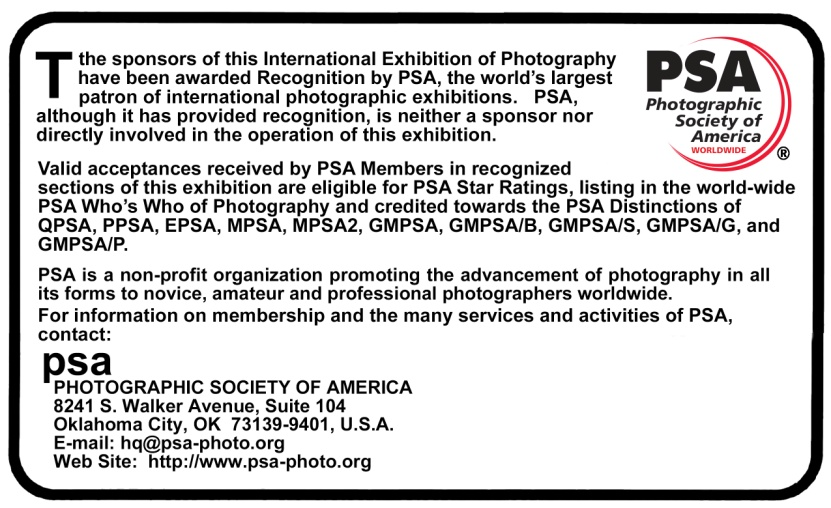 The sponsors of this International Exhibition of Photography
have been awarded Recognition by PSA, the world's largest
patron of international photographic exhibitions. PSA,
although it has provided recognition, is neither a sponsor nor
directly involved in the operation of this exhibition.
PSA
Photographic
Society of
America
WORLDWIDE
®
Valid acceptances received by PSA Members in recognized
sections of this exhibition are eligible for PSA Star Ratings, listing in the world-wide
PSA Who's Who of Photography and credited towards the PSA Distinctions of
QPSA, PPSA, EPSA, MPSA, MPSA2, GMPSA, GMPSA/B, GMPSA/S, GMPSA/G, and
GMPSA/P.
PSA is a non-profit organization promoting the advancement of photography in all
its forms to novice, amateur and professional photographers worldwide.
For information on membership and the many services and activities of PSA,
contact:
psa
PHOTOGRAPHIC SOCIETY OF AMERICA
8241 S. Walker Avenue, Suite 104
Oklahoma City, OK 73139-9401, U.S.A.
E-mail: hq@psa-photo.org
Web Site: http://www.psa-photo.org